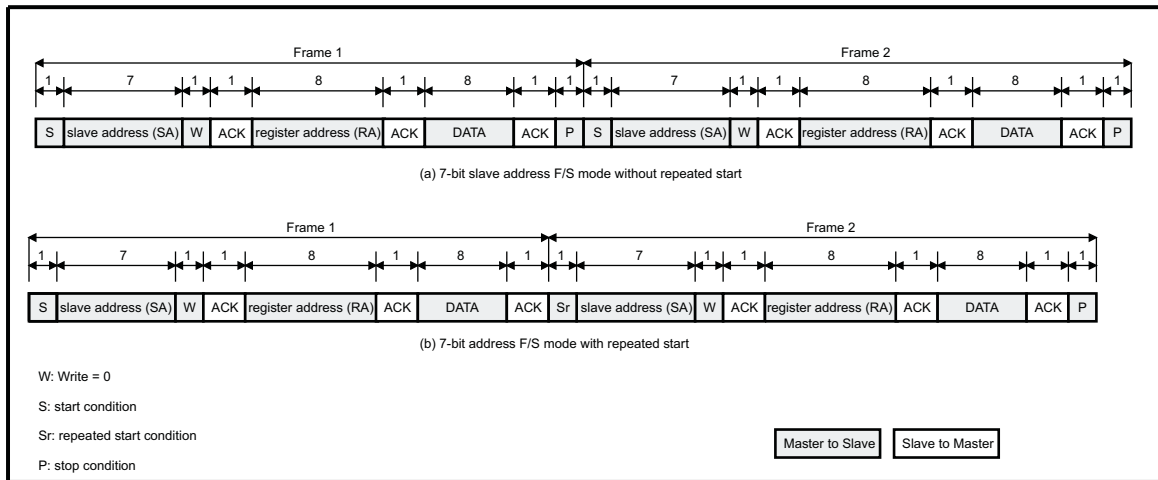 Frame 1 Frame 2
1 7 1 1 8 1 8 1 1 1 7 1 1 8 1 8 1 1
S slave address (SA) W ACK register address (RA) ACK DATA ACK P S slave address (SA) W ACK register address (RA) ACK DATA ACK P
(a) 7-bit slave address F/S mode without repeated start
Frame 1 Frame 2
1 7 1 1 8 1 8 1 1 7 1 1 8 1 8 1 1
S slave address (SA) W ACK register address (RA) ACK DATA ACK Sr slave address (SA) W ACK register address (RA) ACK DATA ACK P
(b) 7-bit address F/S mode with repeated start
W: Write = 0
S: start condition
Sr: repeated start condition
P: stop condition
Master to Slave Slave to Master